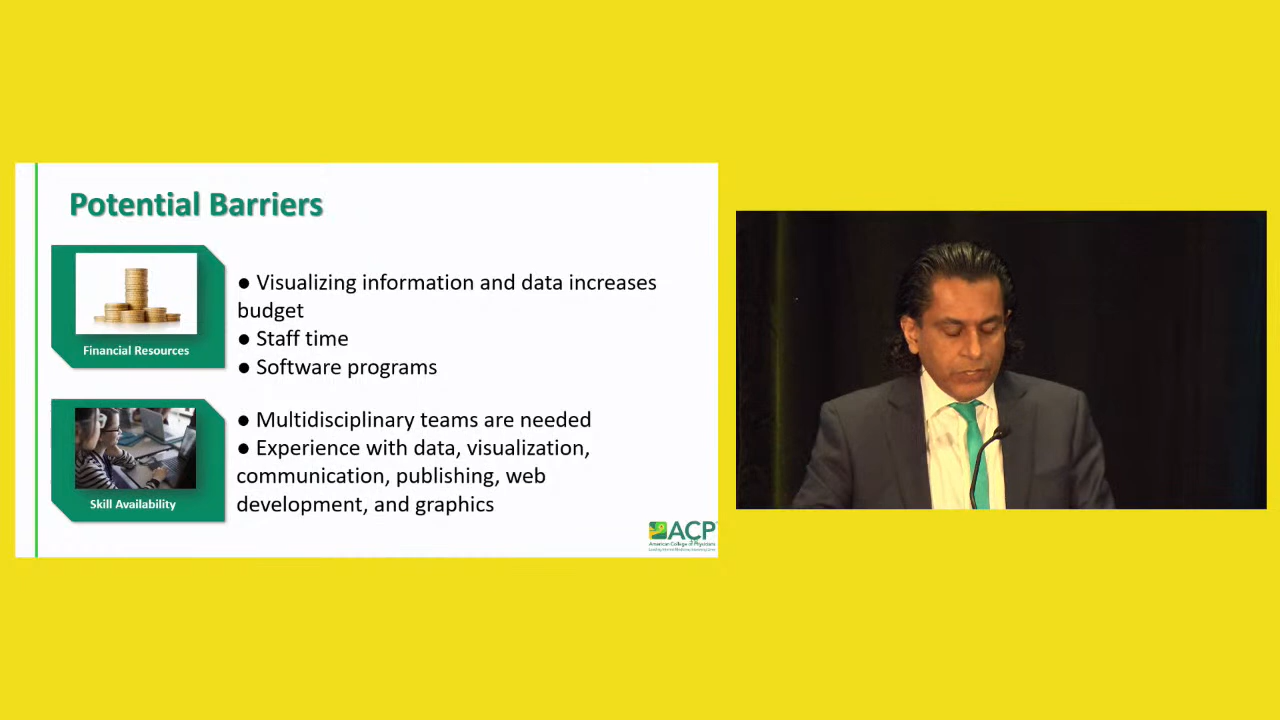 Potential Barriers
Financial Resources
● Visualizing information and data increases
budget
● Staff time
● Software programs
Skill Availability
● Multidisciplinary teams are needed
● Experience with data, visualization,
communication, publishing, web
development, and graphics
ACP
American College of Physicians